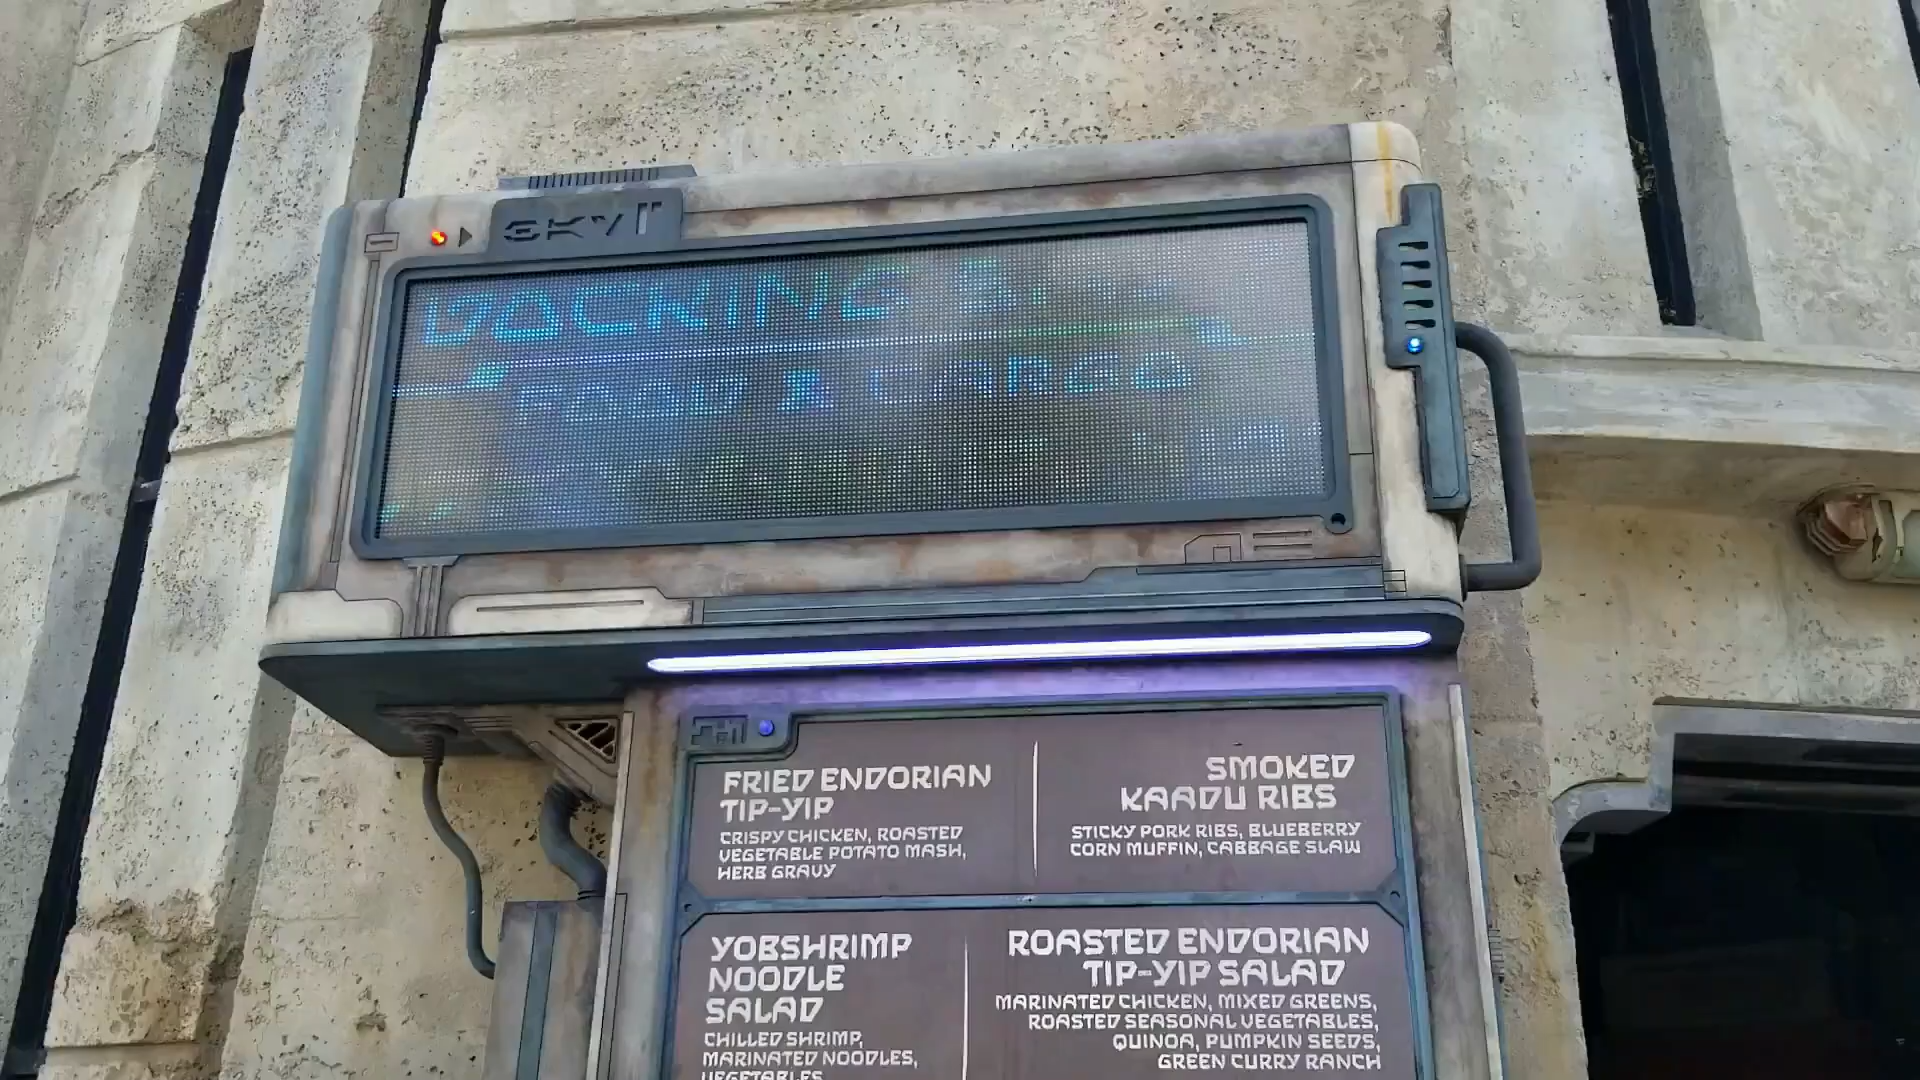 DOCKING B
FOOD & CARGO
FRIED ENDORIAN
TIP-YIP
CRISPY CHICKEN, ROASTED
VEGETABLE POTATO MASH,
HERB GRAVY
SMOKED
KAADU RIBS
STICKY PORK RIBS, BLUEBERRY
CORN MUFFIN, CABBAGE SLAW
YOBSHRIMP
NOODLE
SALAD
CHILLED SHRIMP,
MARINATED NOODLES,
VEGETABLES
ROASTED ENDORIAN
TIP-YIP SALAD
MARINATED CHICKEN, MIXED GREENS,
ROASTED SEASONAL VEGETABLES,
QUINOA, PUMPKIN SEEDS,
GREEN CURRY RANCH